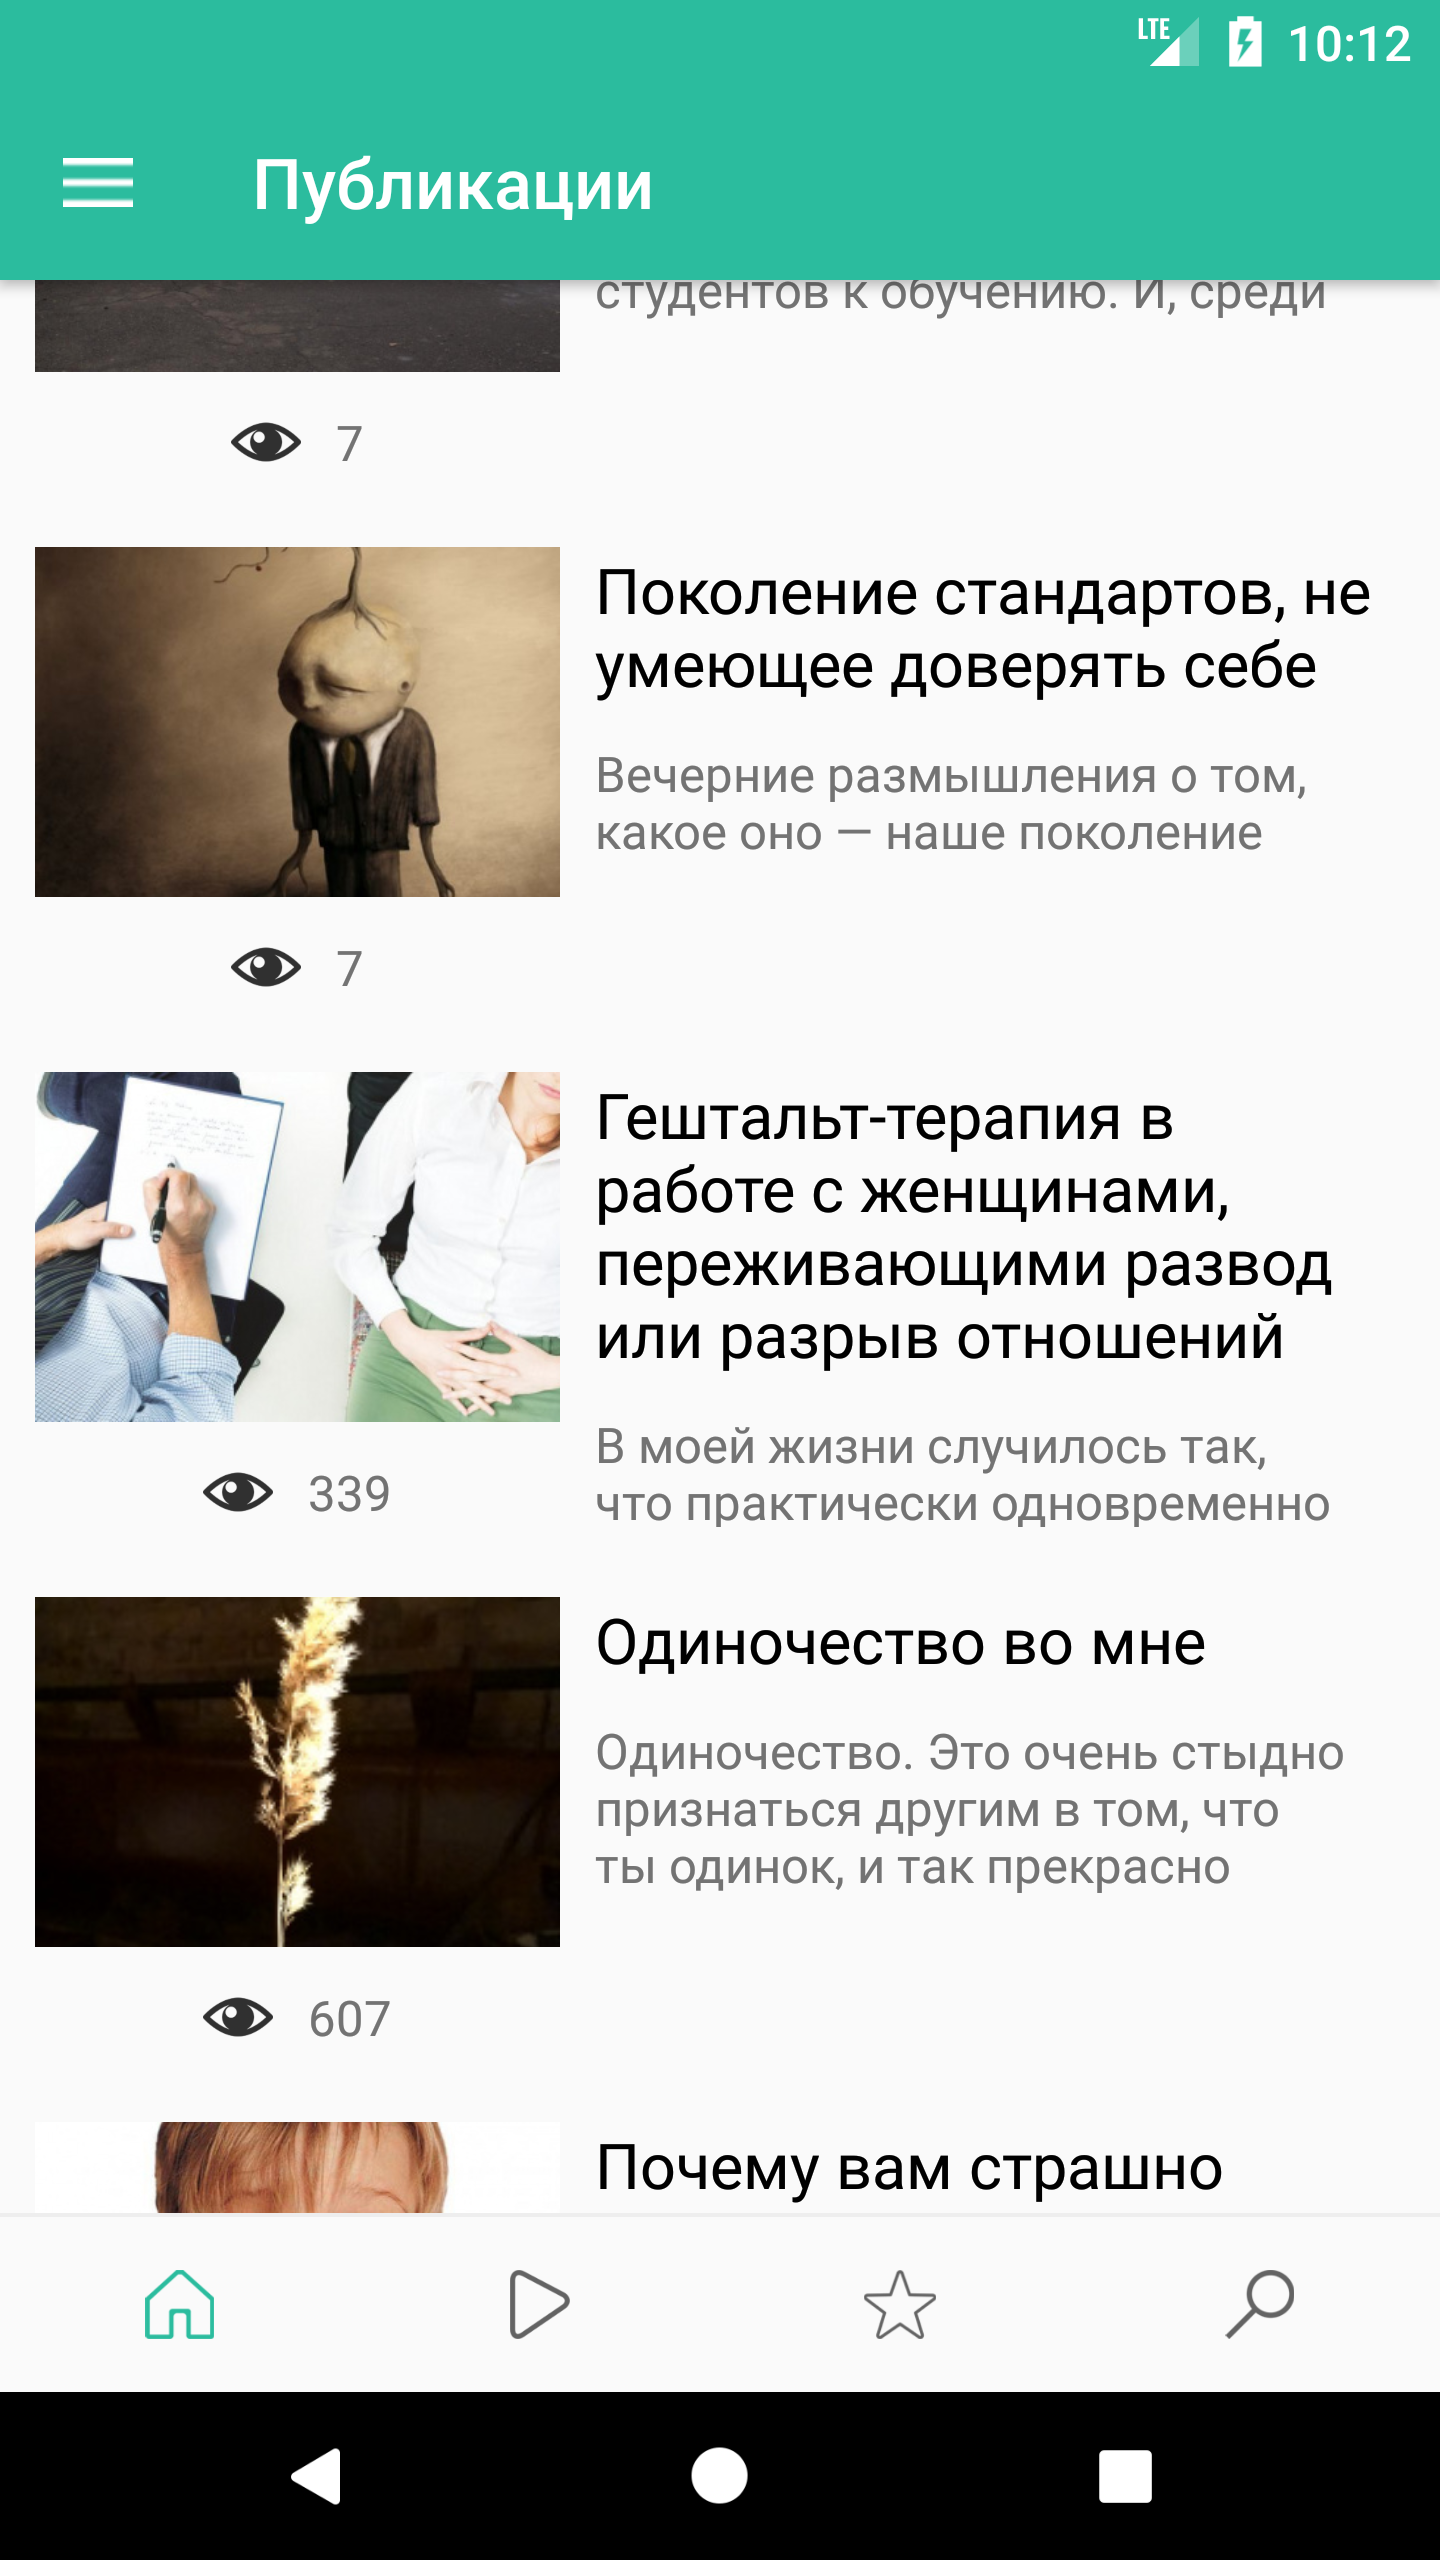 LTE 10:12
Публикации
студентов к обучению. И, среди
7
Поколение стандартов, не
умеющее доверять себе
Вечерние размышления о том,
какое оно — наше поколение
7
Гештальт-терапия в
работе с женщинами,
переживающими развод
или разрыв отношений
В моей жизни случилось так,
что практически одновременно
339
Одиночество во мне
Одиночество. Это очень стыдно
признаться другим в том, что
ты одинок, и так прекрасно
607
Почему вам страшно